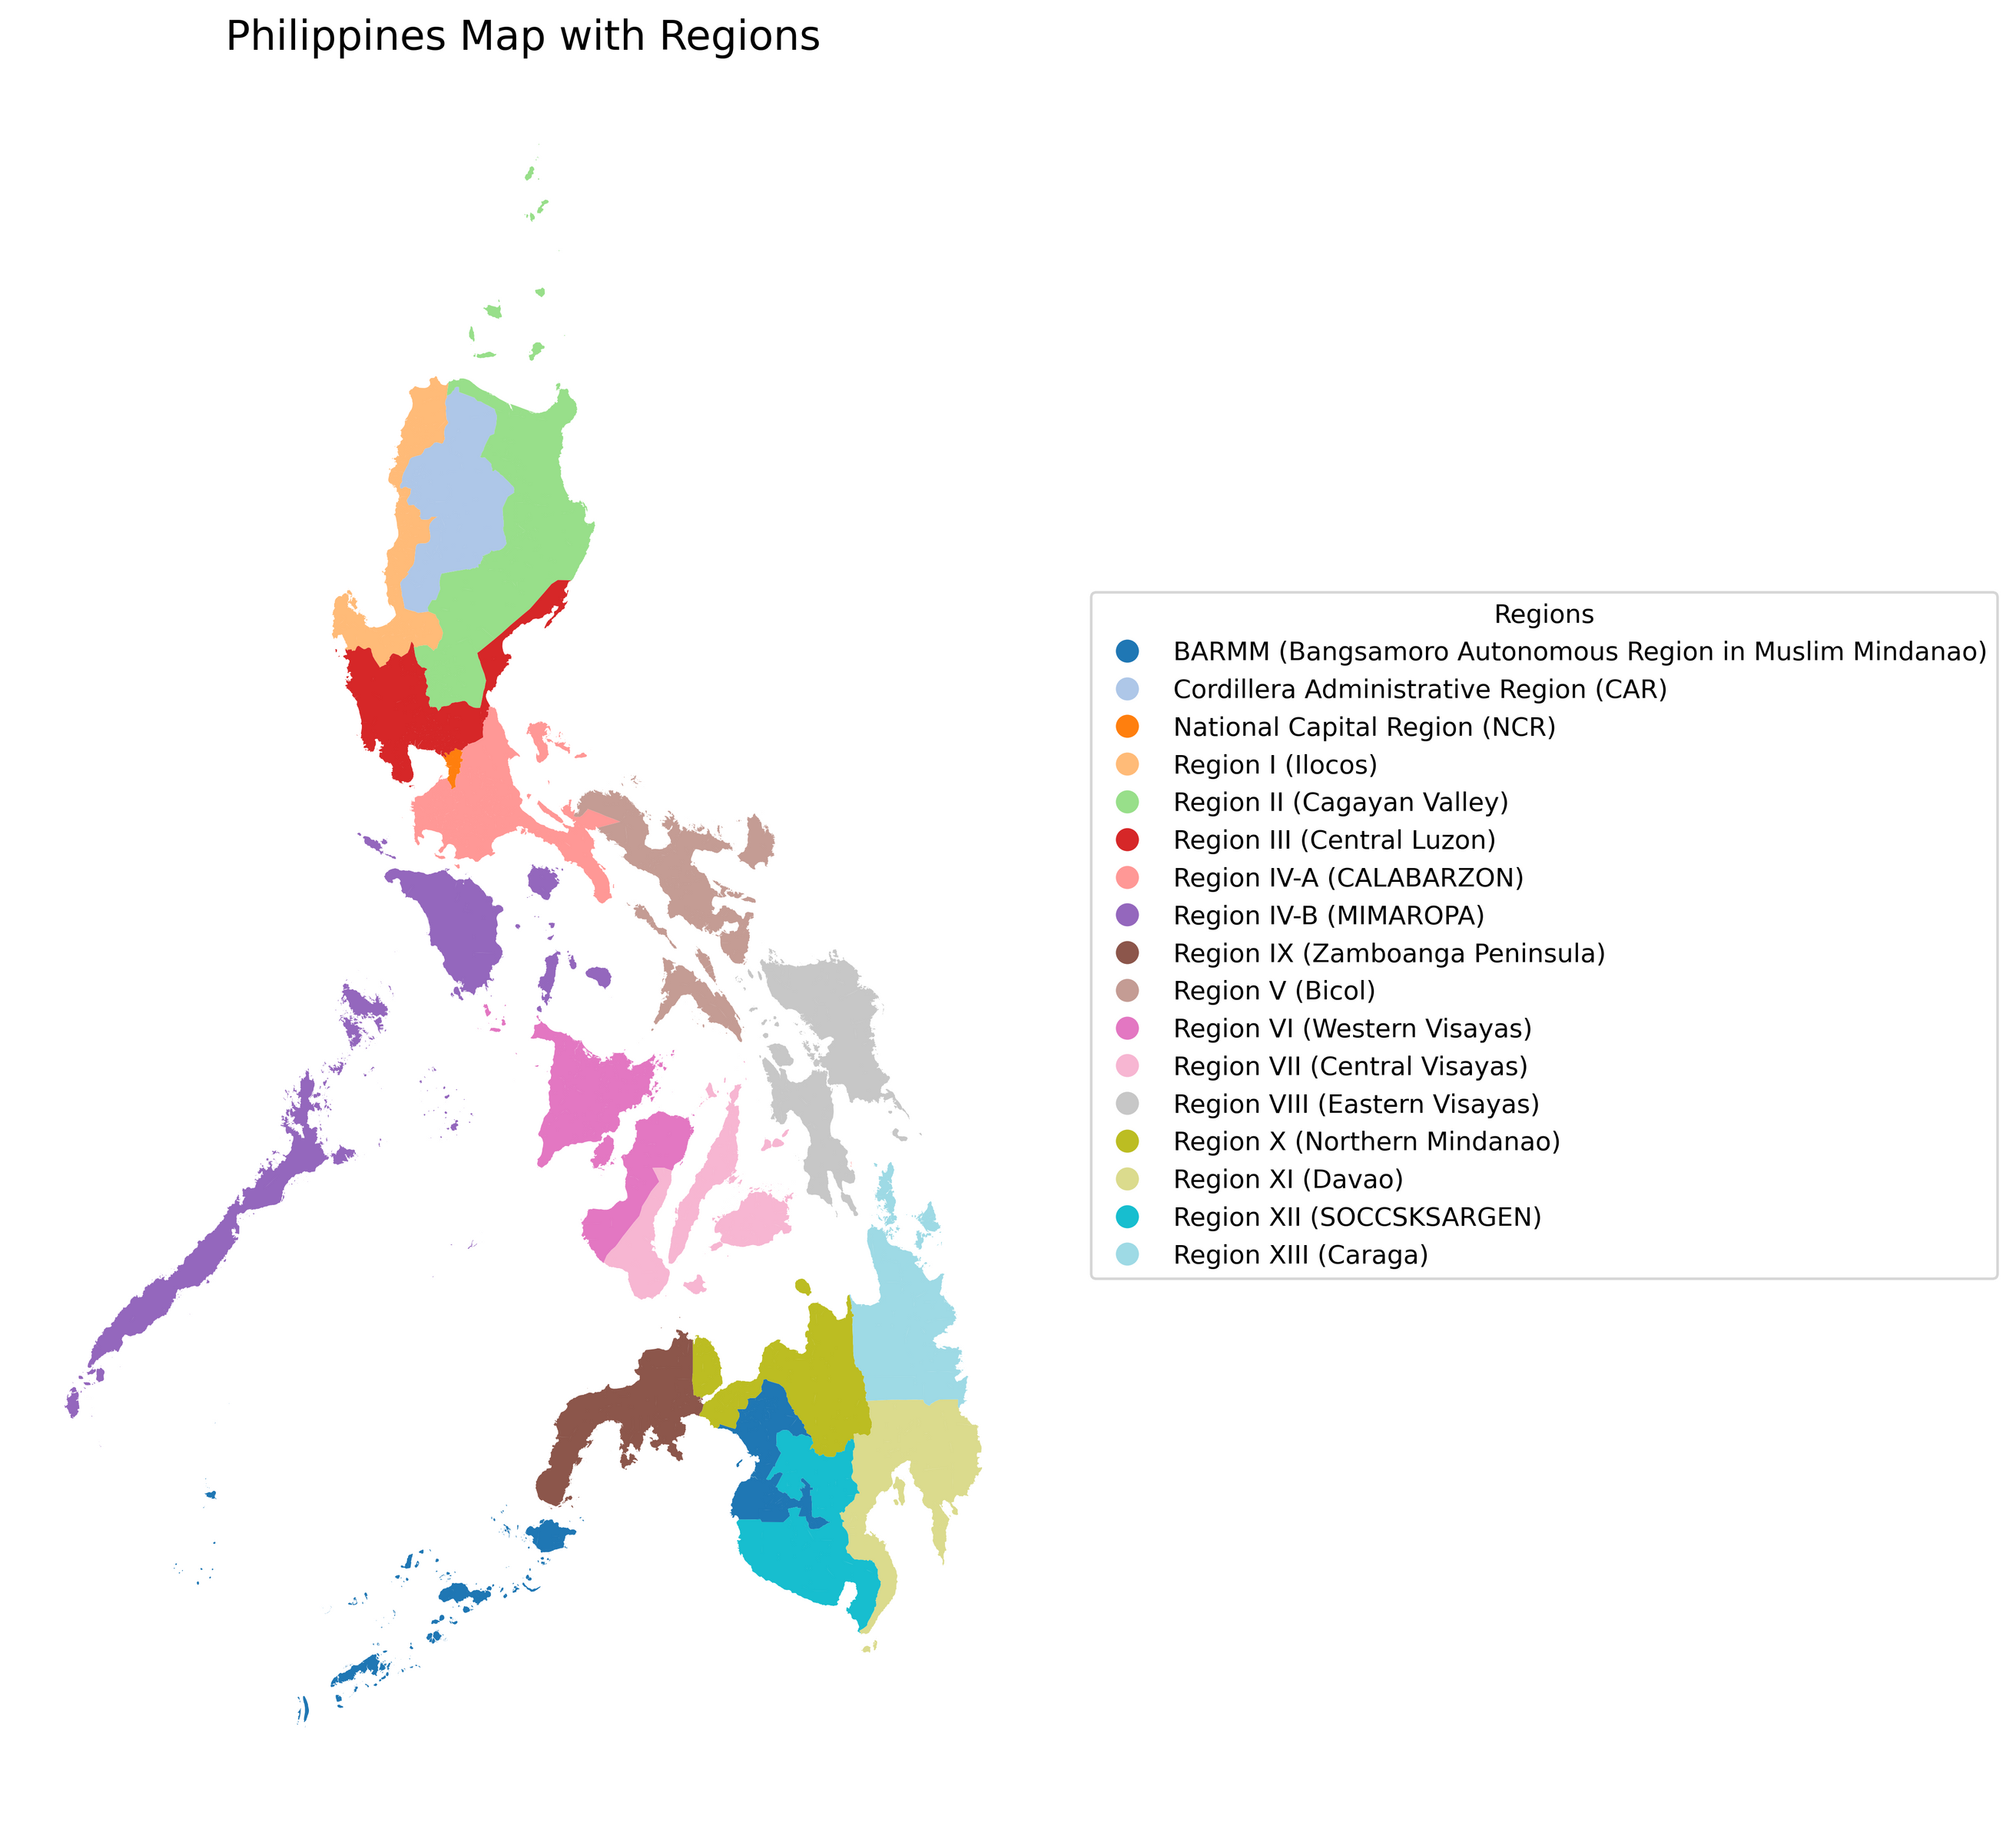 Philippines Map with Regions
Regions
BARMM (Bangsamoro Autonomous Region in Muslim Mindanao)
Cordillera Administrative Region (CAR)
National Capital Region (NCR)
Region I (Ilocos)
Region II (Cagayan Valley)
Region III (Central Luzon)
Region IV-A (CALABARZON)
Region IV-B (MIMAROPA)
Region IX (Zamboanga Peninsula)
Region V (Bicol)
Region VI (Western Visayas)
Region VII (Central Visayas)
Region VIII (Eastern Visayas)
Region X (Northern Mindanao)
Region XI (Davao)
Region XII (SOCCSKSARGEN)
Region XIII (Caraga)